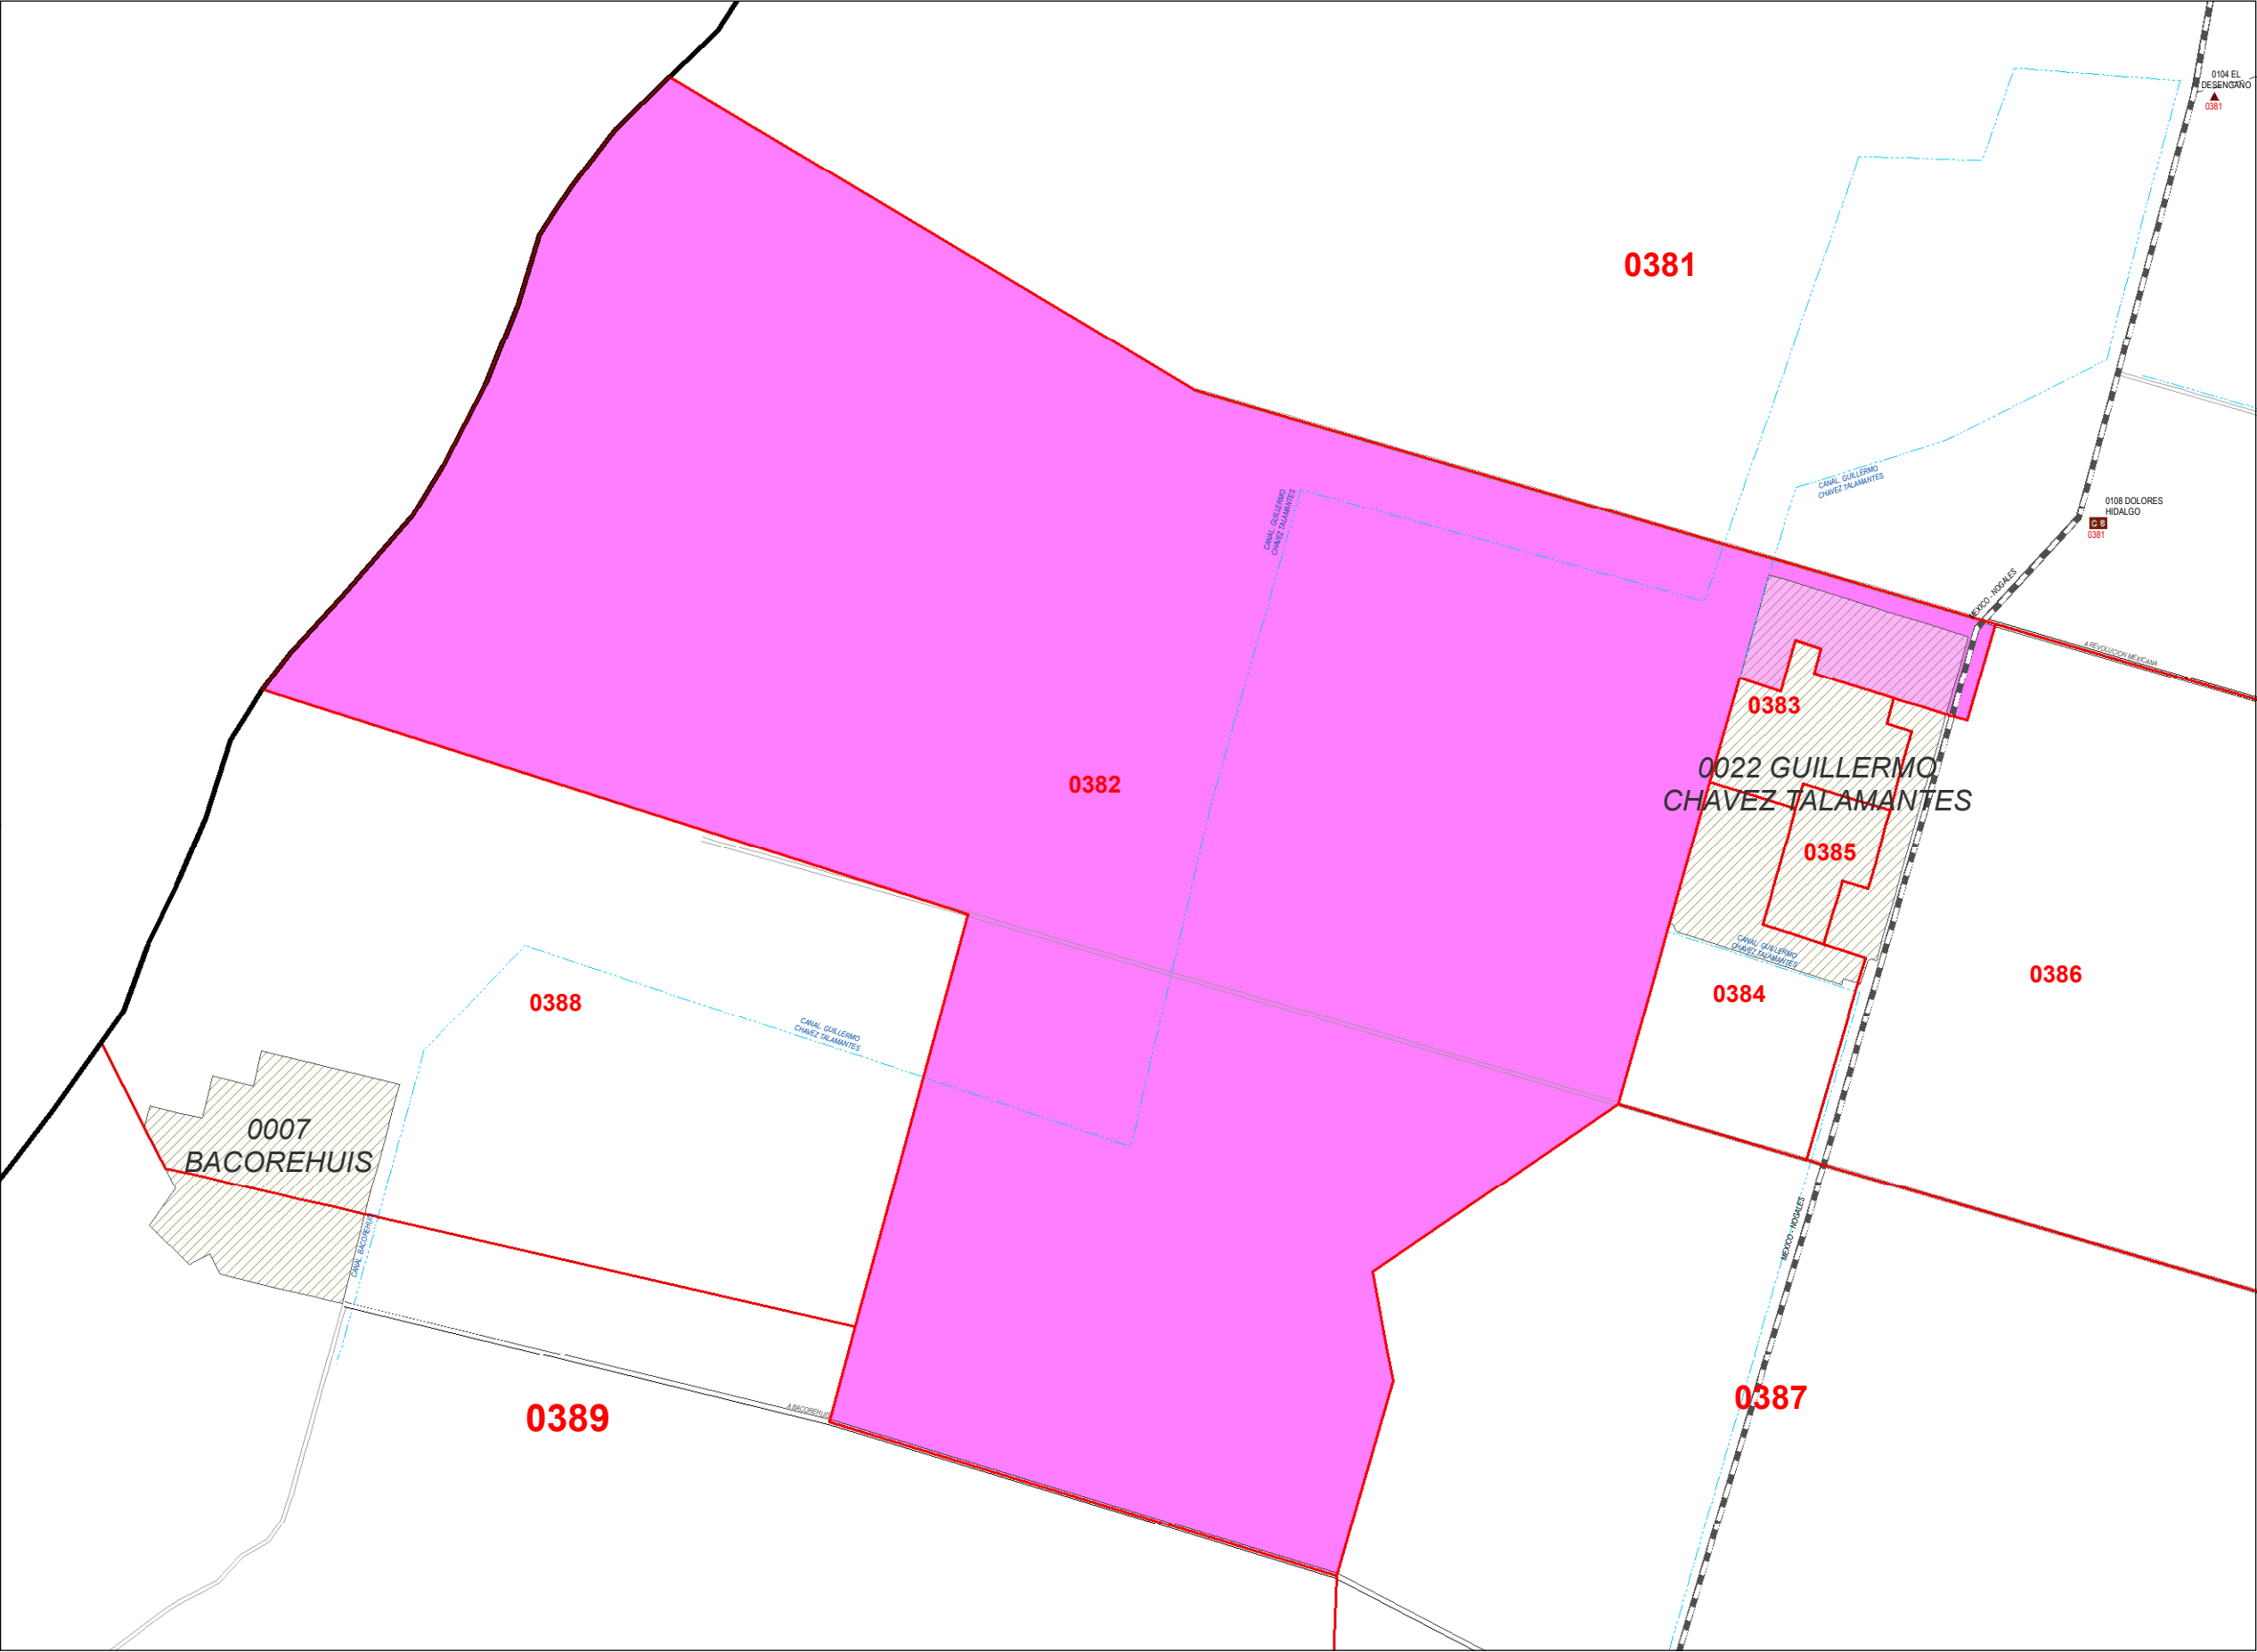 0104 EL
DESENGAÑO
0381
0381
CANAL GUILLERMO
CHAVEZ TALAMANTES
CANAL GUILLERMO
CHAVEZ TALAMANTES
0108 DOLORES
HIDALGO
C 8
0381
MEXICO - NOGALES
A REVOLUCION MEXICANA
0383
0022 GUILLERMO
CHAVEZ TALAMANTES
0382
0385
CANAL GUILLERMO
CHAVEZ TALAMANTES
0384
0386
0388
CANAL GUILLERMO
CHAVEZ TALAMANTES
0007
BACOREHUIS
CANAL BACOREHUIS
MEXICO - NOGALES
0387
A BACOREHUIS
0389